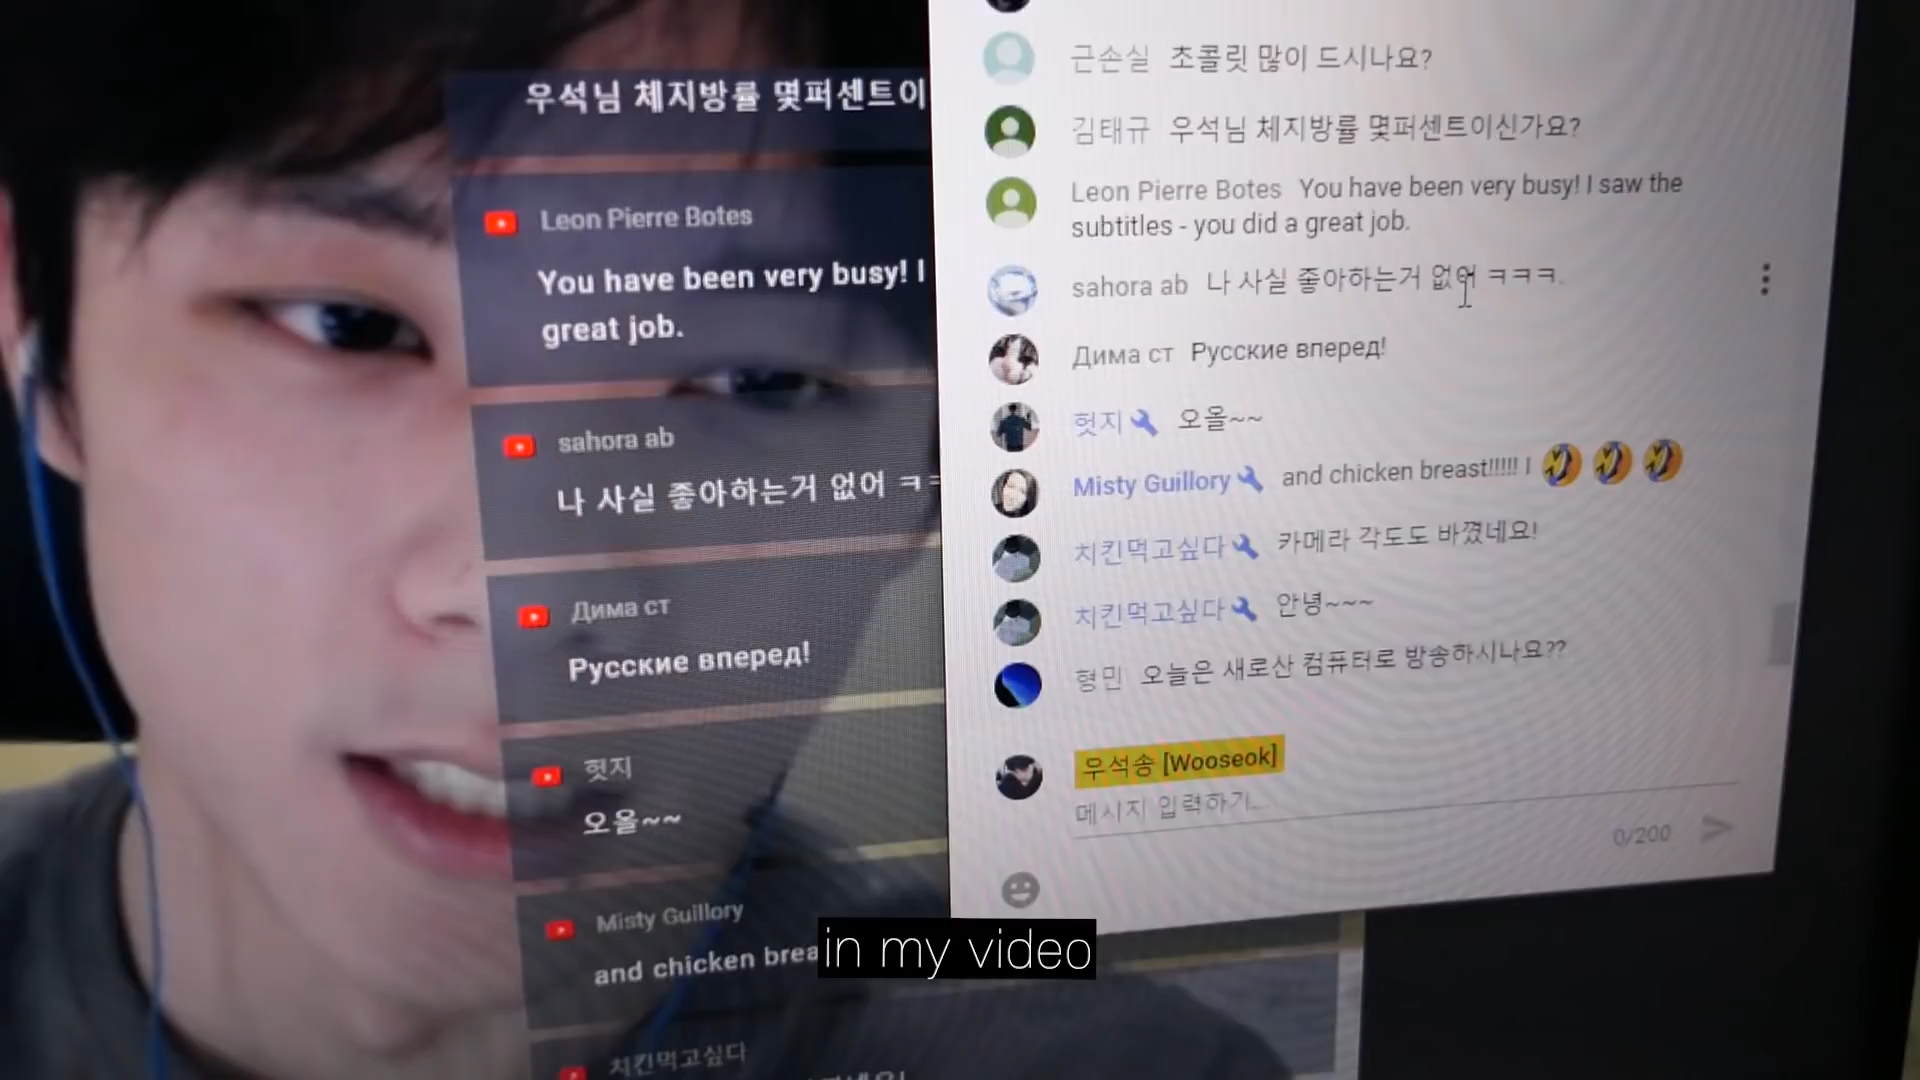 우석님 체지방률 몇퍼센트이
Leon Pierre Botes
You have been very busy! I
great job.
sahora ab
나 사실 좋아하는거 없어 ㅋ
Дима ст
Русские вперед!
헛지
오올~~
Misty Guillory
and chicken brea
치킨먹고싶다
근손실 초콜릿 많이 드시나요?
김태규 우석님 체지방률 몇퍼센트이신가요?
Leon Pierre Botes You have been very busy! I saw the
subtitles - you did a great job.
sahora ab 나 사실 좋아하는거 없어 ㅋㅋㅋ
Дима ст Русские вперед!
헛지 오올~~
Misty Guillory and chicken breast!!!!! I 🤣🤣🤣
치킨먹고싶다 카메라 각도도 바꼈네요!
치킨먹고싶다 안녕~~~
형민 오늘은 새로산 컴퓨터로 방송하시나요??
우석송 [Wooseok]
메시지 입력하기...
0/200
in my video